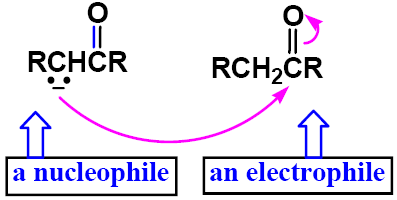 O O
RCHCR RCH₂CR
••
−
a nucleophile an electrophile